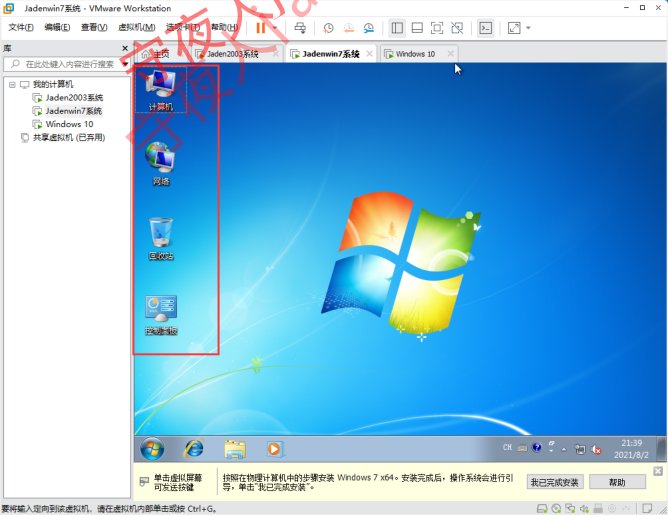 Jadenwin7系统 - VMware Workstation
文件(F) 编辑(E) 查看(V) 虚拟机(M) 选项卡(T) 帮助(H)
库
在此处键入内容进行搜索
主页 Jaden2003系统 Jadenwin7系统 Windows 10
我的计算机
Jaden2003系统
Jadenwin7系统
Windows 10
共享虚拟机 (已弃用)
守夜人
守夜人
计算机
网络
回收站
控制面板
CH
21:39
2021/8/2
单击虚拟屏幕
可发送按键
按照在物理计算机中的步骤安装 Windows 7 x64。安装完成后，操作系统会进行引
导，单击"我已完成安装"。
我已完成安装 帮助
要将输入定向到该虚拟机，请在虚拟机内部单击或按 Ctrl+G。